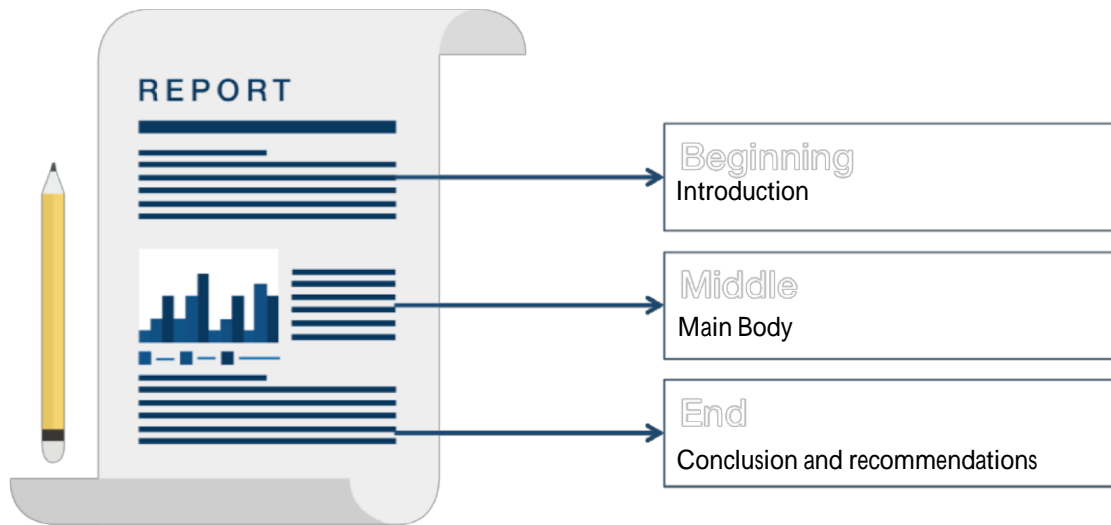 REPORT
Beginning
Introduction
Middle
Main Body
End
Conclusion and recommendations